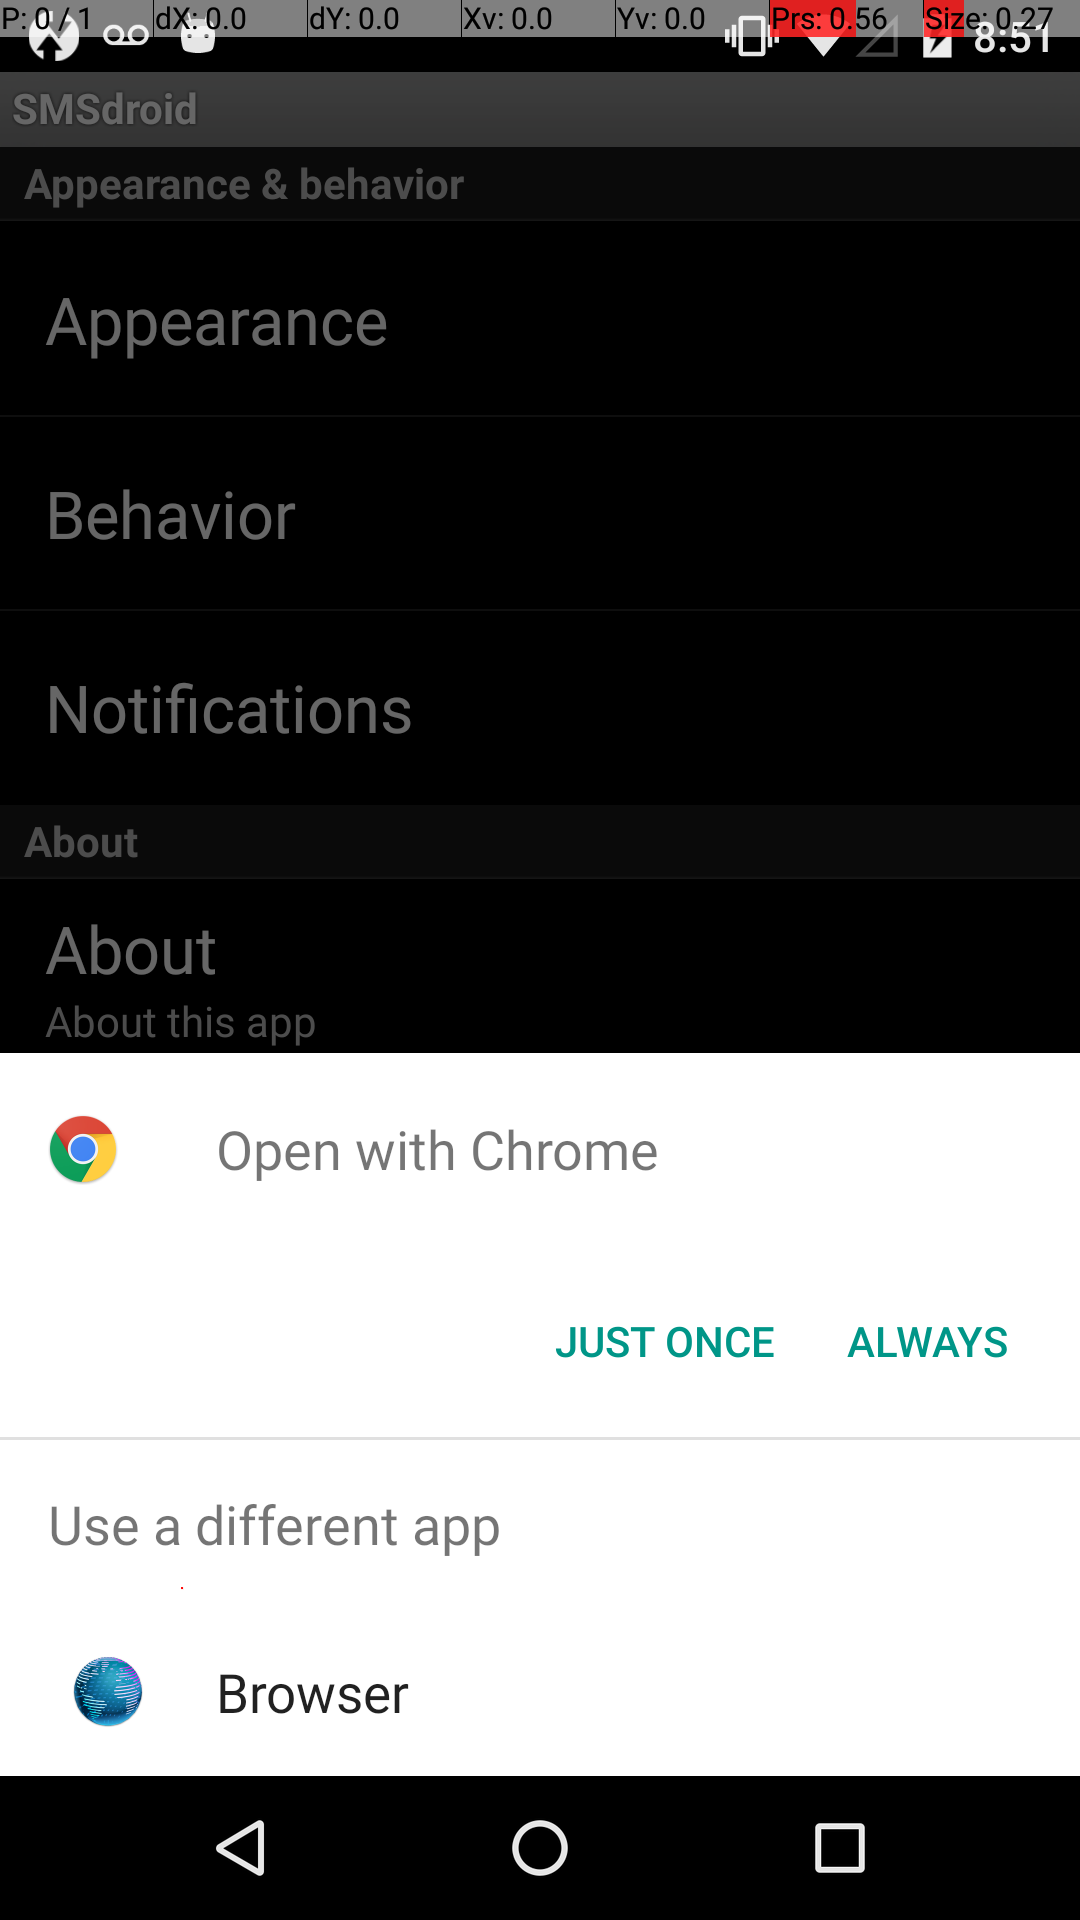 P: 0 / 1 dX: 0.0 dY: 0.0 Xv: 0.0 Yv: 0.0 Prs: 0.56 Size: 0.27
8:51
SMSdroid
Appearance & behavior
Appearance
Behavior
Notifications
About
About
About this app
Open with Chrome
JUST ONCE ALWAYS
Use a different app
Browser